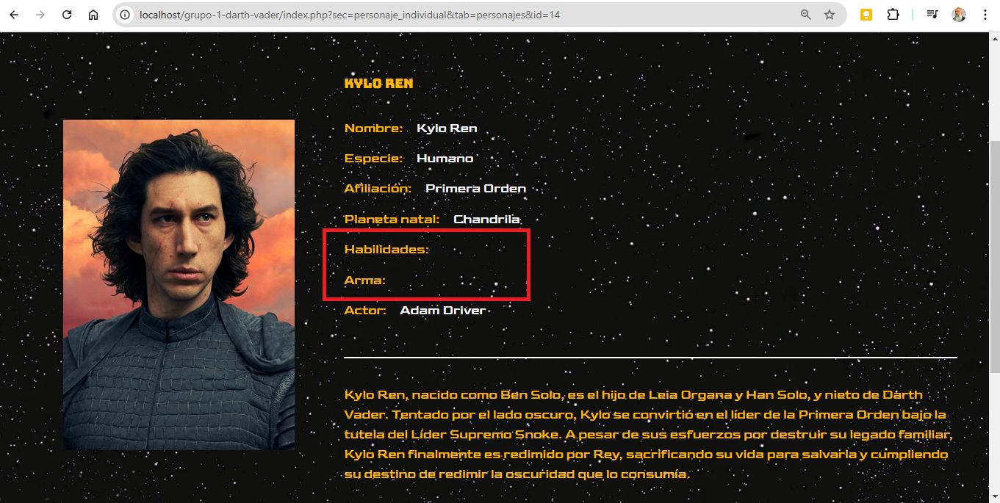 localhost/grupo-1-darth-vader/index.php?sec=personaje_individual&tab=personajes&id=14
KYLO REN
Nombre: Kylo Ren
Especie: Humano
Afiliación: Primera Orden
Planeta natal: Chandrila
Habilidades:
Arma:
Actor: Adam Driver
Kylo Ren, nacido como Ben Solo, es el hijo de Leia Organa y Han Solo, y nieto de Darth
Vader. Tentado por el lado oscuro, Kylo se convirtió en el líder de la Primera Orden bajo la
tutela del Líder Supremo Snoke. A pesar de sus esfuerzos por destruir su legado familiar,
Kylo Ren finalmente es redimido por Rey, sacrificando su vida para salvarla y cumpliendo
su destino de redimir la oscuridad que lo consumía.